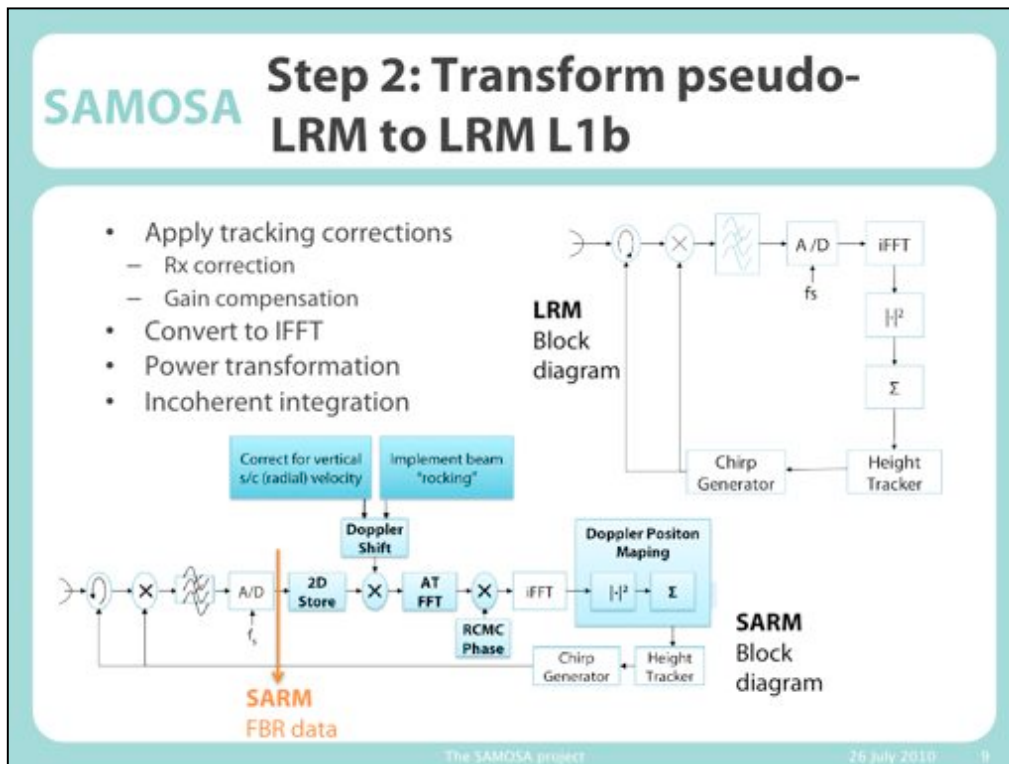 SAMOSA
Step 2: Transform pseudo-
LRM to LRM L1b
• Apply tracking corrections
– Rx correction
– Gain compensation
• Convert to IFFT
• Power transformation
• Incoherent integration
LRM
Block
diagram
A/D
iFFT
fs
|·|²
Σ
Chirp
Generator
Height
Tracker
Correct for vertical
s/c (radial) velocity
Implement beam
"rocking"
Doppler
Shift
Doppler Positon
Maping
A/D
2D
Store
AT
FFT
iFFT
|·|²
Σ
fs
RCMC
Phase
Chirp
Generator
Height
Tracker
SARM
Block
diagram
SARM
FBR data
The SAMOSA project
26 July 2010
9